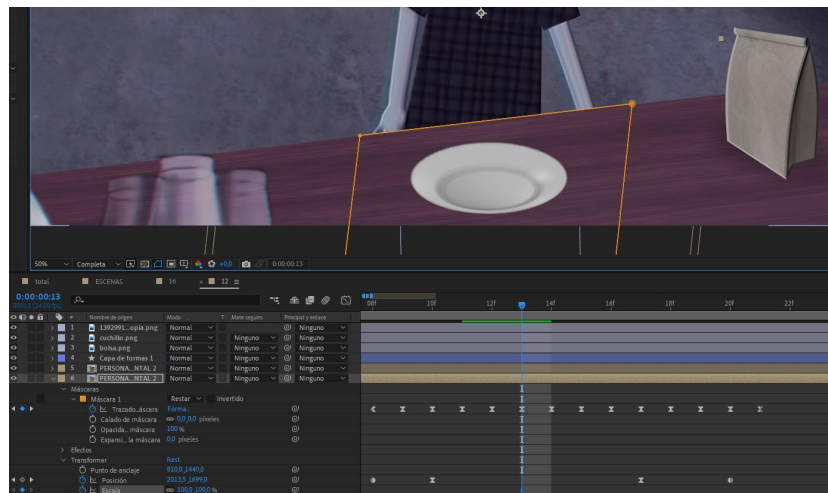 50% Completa +0,0 0:00:00:13
total ESCENAS 16 12
0:00:00:13
08f 10f 12f 14f 16f 18f 20f 22f
# Nombre de origen Modo T Mate seguim. Principal y enlace
1 1392991...opia.png Normal Ninguno
2 cuchillo.png Normal Ninguno Ninguno
3 bolsa.png Normal Ninguno Ninguno
4 Capa de formas 1 Normal Ninguno Ninguno
5 PERSONA...NTAL 2 Normal Ninguno Ninguno
6 PERSONA...NTAL 2 Normal Ninguno Ninguno
Máscaras
Máscara 1 Restar Invertido
Trazado...áscara Forma...
Calado de máscara 0,0,0,0 píxeles
Opacida... máscara 100 %
Expansi... la máscara 0,0 píxeles
Efectos
Transformar Rest.
Punto de anclaje 810,0,1440,0
Posición 2013,5,1699,0
Escala 100,0,100,0 %